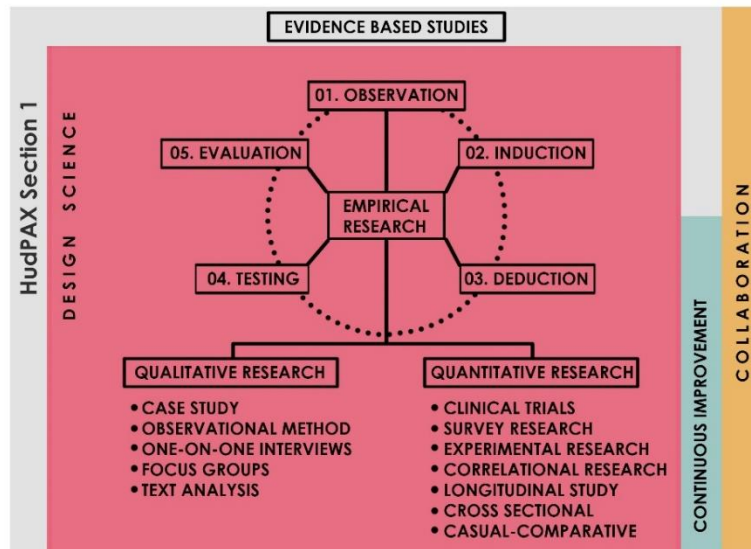 EVIDENCE BASED STUDIES
HudPAX Section 1
DESIGN SCIENCE
01. OBSERVATION
05. EVALUATION
02. INDUCTION
EMPIRICAL
RESEARCH
04. TESTING
03. DEDUCTION
QUALITATIVE RESEARCH
• CASE STUDY
• OBSERVATIONAL METHOD
• ONE-ON-ONE INTERVIEWS
• FOCUS GROUPS
• TEXT ANALYSIS
QUANTITATIVE RESEARCH
• CLINICAL TRIALS
• SURVEY RESEARCH
• EXPERIMENTAL RESEARCH
• CORRELATIONAL RESEARCH
• LONGITUDINAL STUDY
• CROSS SECTIONAL
• CASUAL-COMPARATIVE
CONTINUOUS IMPROVEMENT
COLLABORATION